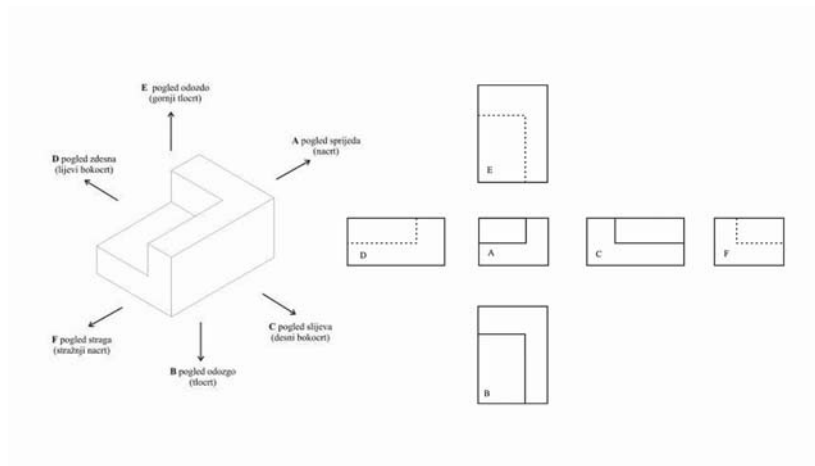 E pogled odozdo
(gornji tlocrt)
A pogled sprijeda
(nacrt)
D pogled zdesna
(lijevi bokocrt)
F pogled straga
(stražnji nacrt)
C pogled slijeva
(desni bokocrt)
B pogled odozgo
(tlocrt)
E
D
A
C
F
B